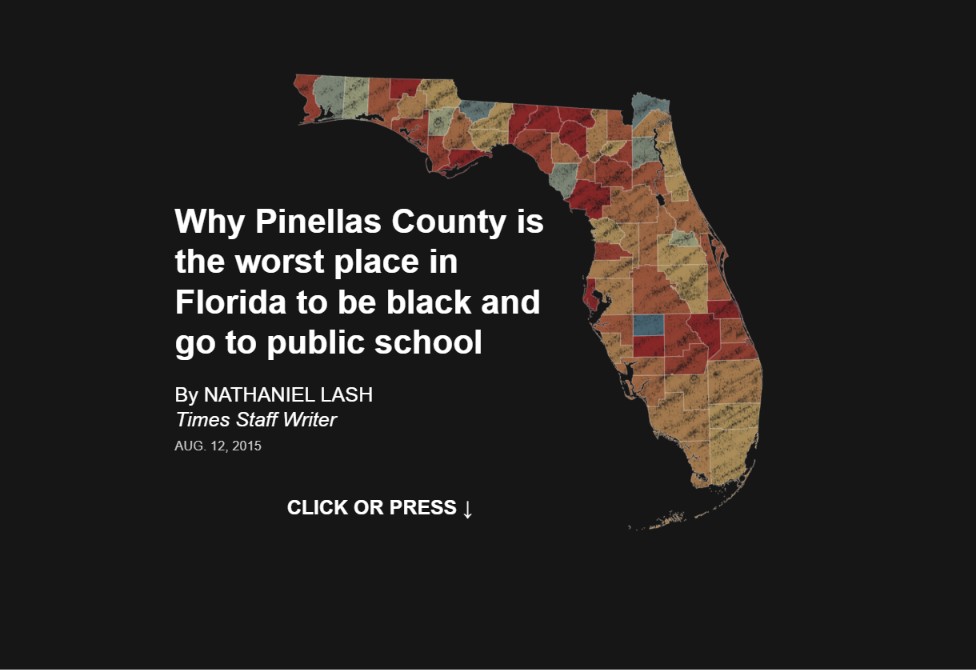 Why Pinellas County is
the worst place in
Florida to be black and
go to public school
By NATHANIEL LASH
Times Staff Writer
AUG. 12, 2015
CLICK OR PRESS ↓